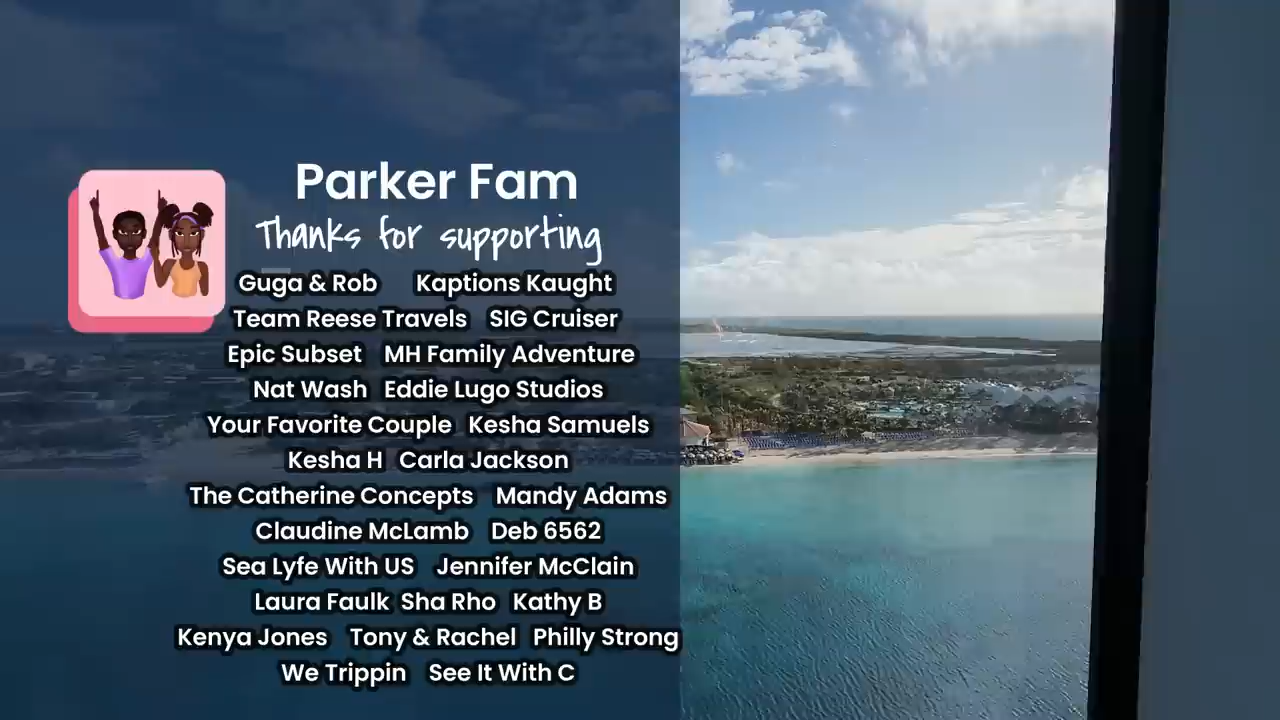 Parker Fam
Thanks for supporting
Guga & Rob Kaptions Kaught
Team Reese Travels SIG Cruiser
Epic Subset MH Family Adventure
Nat Wash Eddie Lugo Studios
Your Favorite Couple Kesha Samuels
Kesha H Carla Jackson
The Catherine Concepts Mandy Adams
Claudine McLamb Deb 6562
Sea Lyfe With US Jennifer McClain
Laura Faulk Sha Rho Kathy B
Kenya Jones Tony & Rachel Philly Strong
We Trippin See It With C